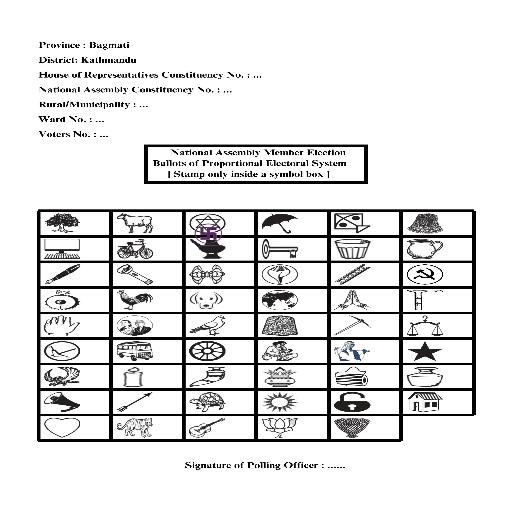 Province : Bagmati
District: Kathmandu
House of Representatives Constituency No. : ...
National Assembly Constituency No. : ...
Rural/Municipality : ...
Ward No. : ...
Voters No. : ...
National Assembly Member Election
Ballots of Proportional Electoral System
[ Stamp only inside a symbol box ]
Signature of Polling Officer : ......